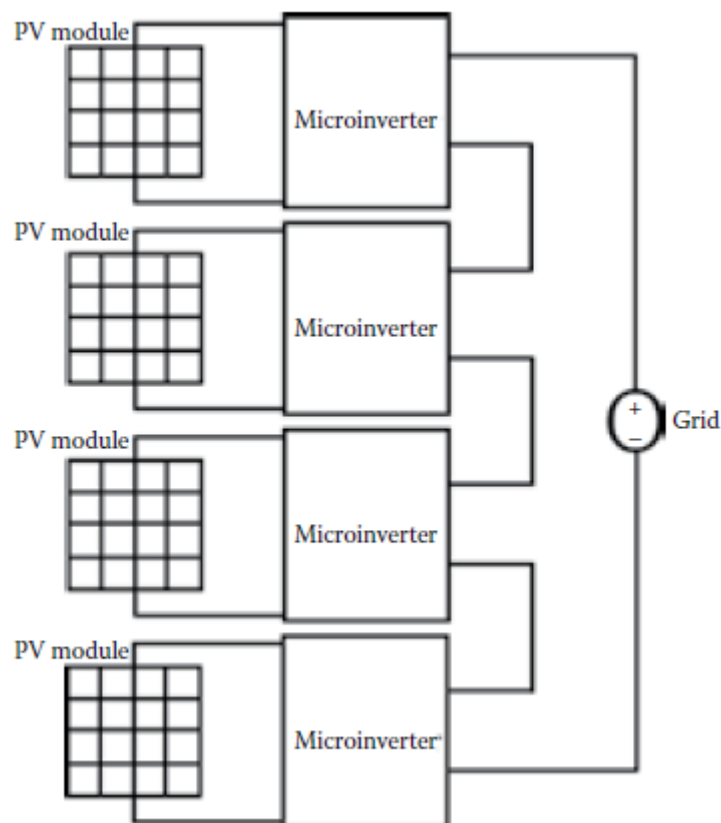 PV module
Microinverter
PV module
Microinverter
+
−
Grid
PV module
Microinverter
PV module
Microinverter